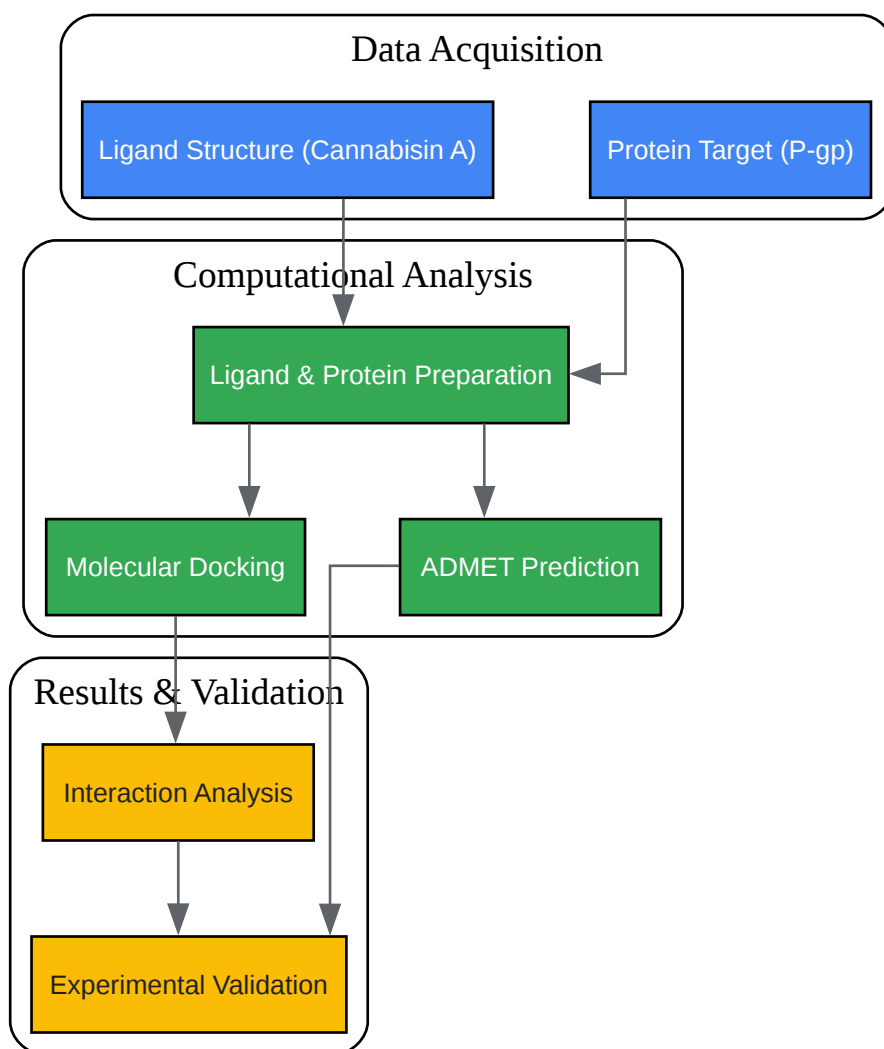 Data Acquisition
Ligand Structure (Cannabisin A)
Protein Target (P-gp)
Computational Analysis
Ligand & Protein Preparation
Molecular Docking
ADMET Prediction
Results & Validation
Interaction Analysis
Experimental Validation